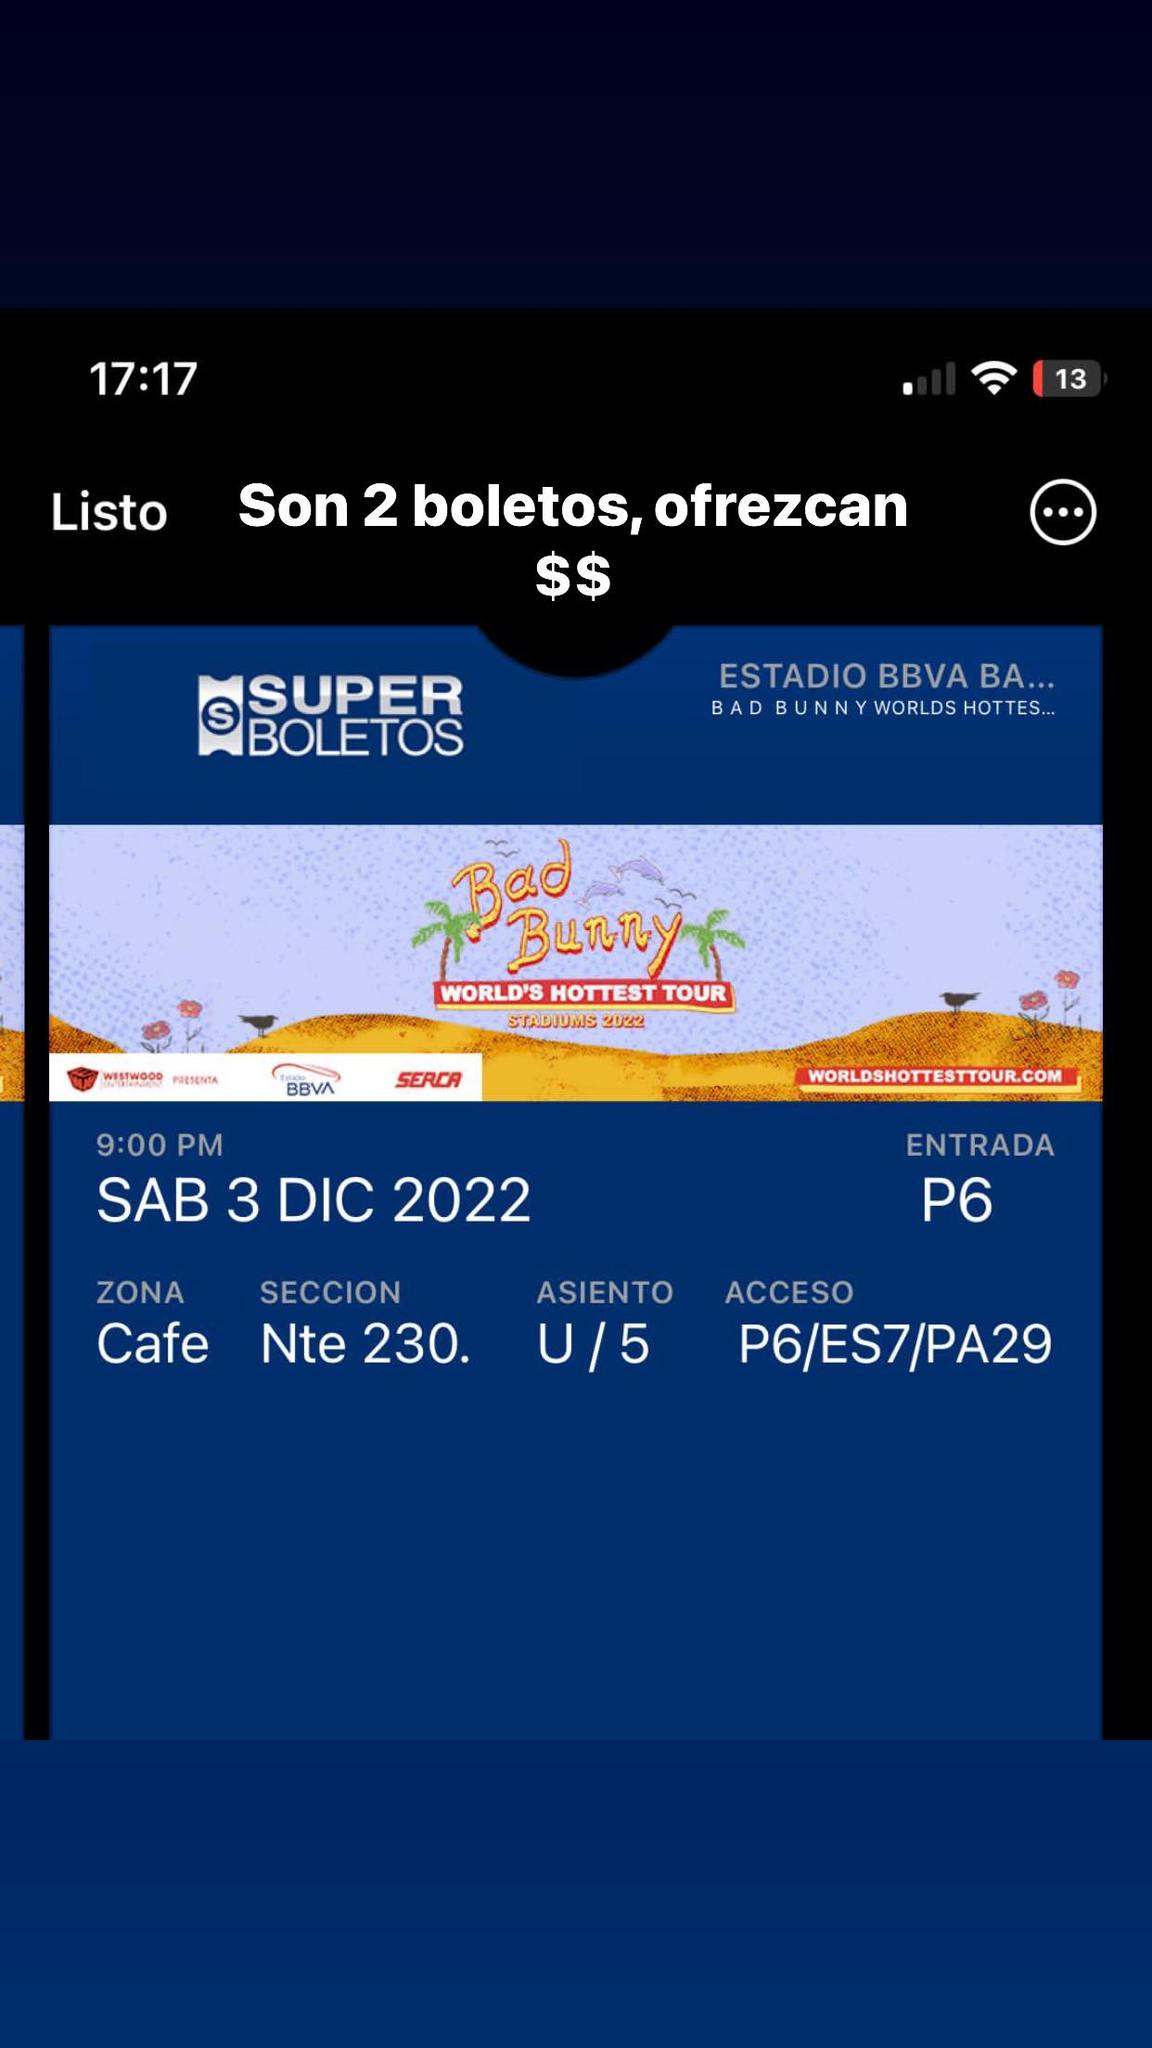 17:17
13
Listo
Son 2 boletos, ofrezcan
$$
S SUPER
BOLETOS
ESTADIO BBVA BA...
BAD BUNNY WORLDS HOTTES...
Bad
Bunny
WORLD'S HOTTEST TOUR
STADIUMS 2022
WESTWOOD
ENTERTAINMENT
PRESENTA
Estadio
BBVA
SERCA
WORLDSHOTTESTTOUR.COM
9:00 PM
ENTRADA
SAB 3 DIC 2022
P6
ZONA SECCION ASIENTO ACCESO
Cafe Nte 230. U / 5 P6/ES7/PA29